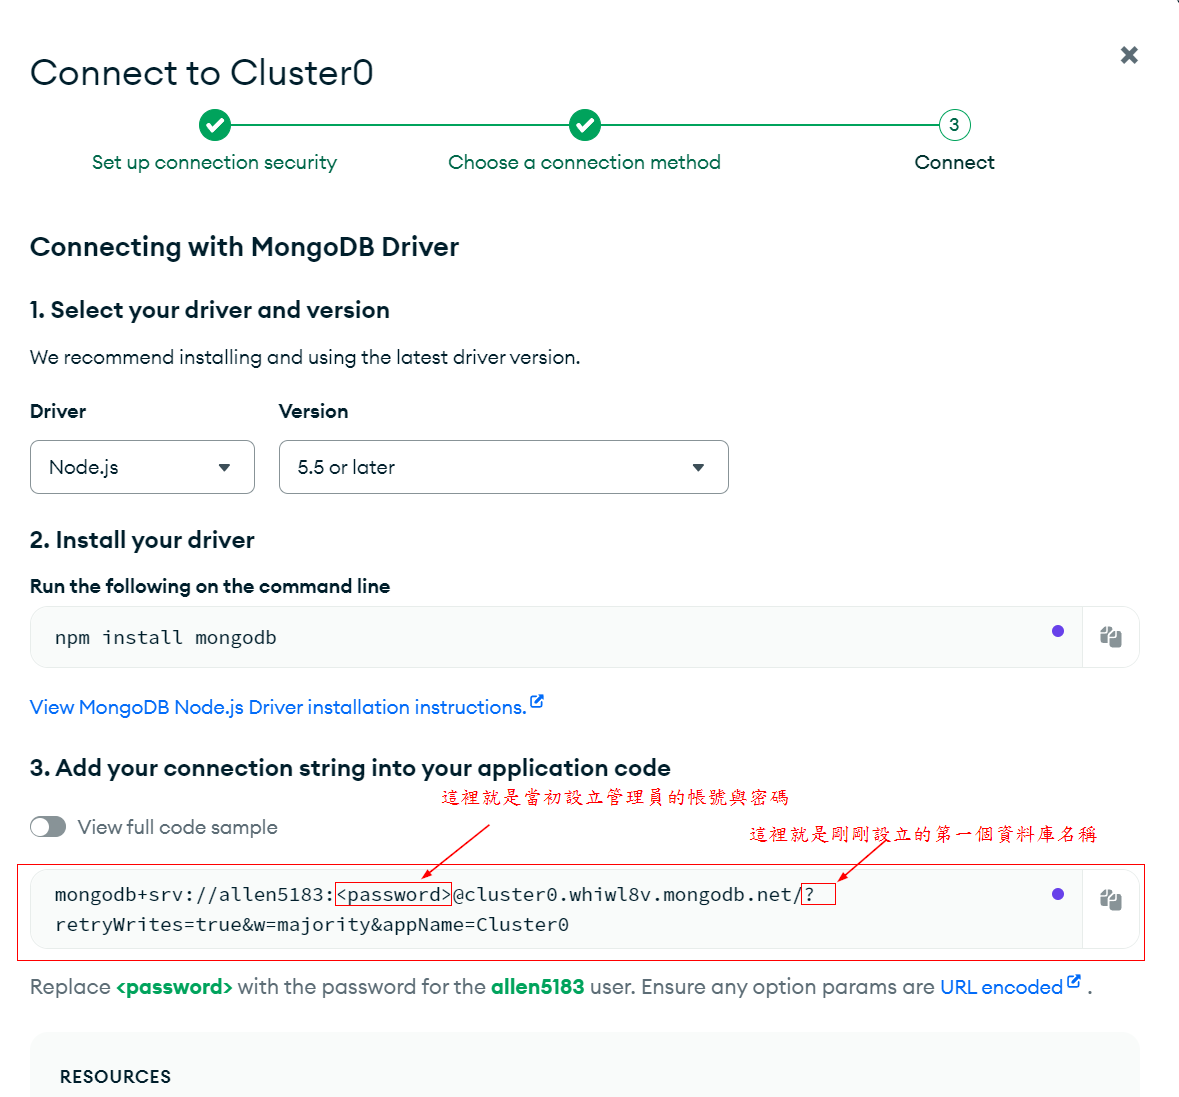 Connect to Cluster0
3
Set up connection security
Choose a connection method
Connect
Connecting with MongoDB Driver
1. Select your driver and version
We recommend installing and using the latest driver version.
Driver
Version
Node.js
5.5 or later
2. Install your driver
Run the following on the command line
npm install mongodb
View MongoDB Node.js Driver installation instructions.
3. Add your connection string into your application code
這裡就是當初設立管理員的帳號與密碼
View full code sample
這裡就是剛剛設立的第一個資料庫名稱
mongodb+srv://allen5183:<password>@cluster0.whiwl8v.mongodb.net/?
retryWrites=true&w=majority&appName=Cluster0
Replace <password> with the password for the allen5183 user. Ensure any option params are URL encoded .
RESOURCES